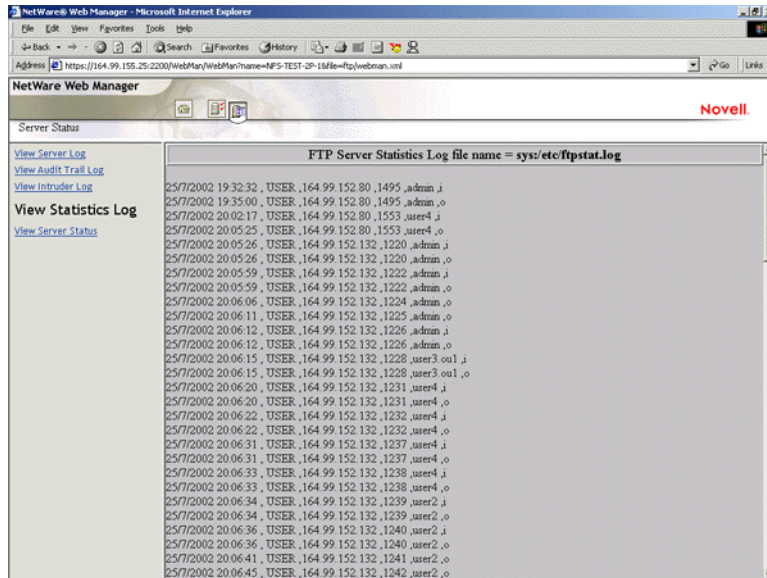 NetWare® Web Manager - Microsoft Internet Explorer
File Edit View Favorites Tools Help
Back Search Favorites History
Address https://164.99.155.25:2200/WebMan/WebMan?name=NFS-TEST-2P-1&file=ftp/webman.xml Go Links
NetWare Web Manager
Novell.
Server Status
View Server Log
View Audit Trail Log
View Intruder Log
View Statistics Log
View Server Status
FTP Server Statistics Log file name = sys:/etc/ftpstat.log
25/7/2002 19:32:32 , USER ,164.99.152.80 ,1495 ,admin ,i
25/7/2002 19:35:00 , USER ,164.99.152.80 ,1495 ,admin ,o
25/7/2002 20:02:17 , USER ,164.99.152.80 ,1553 ,user4 ,i
25/7/2002 20:05:25 , USER ,164.99.152.80 ,1553 ,user4 ,o
25/7/2002 20:05:26 , USER ,164.99.152.132 ,1220 ,admin ,i
25/7/2002 20:05:26 , USER ,164.99.152.132 ,1220 ,admin ,o
25/7/2002 20:05:59 , USER ,164.99.152.132 ,1222 ,admin ,i
25/7/2002 20:05:59 , USER ,164.99.152.132 ,1222 ,admin ,o
25/7/2002 20:06:06 , USER ,164.99.152.132 ,1224 ,admin ,o
25/7/2002 20:06:11 , USER ,164.99.152.132 ,1225 ,admin ,o
25/7/2002 20:06:12 , USER ,164.99.152.132 ,1226 ,admin ,i
25/7/2002 20:06:12 , USER ,164.99.152.132 ,1226 ,admin ,o
25/7/2002 20:06:15 , USER ,164.99.152.132 ,1228 ,user3.ou1 ,i
25/7/2002 20:06:15 , USER ,164.99.152.132 ,1228 ,user3.ou1 ,o
25/7/2002 20:06:20 , USER ,164.99.152.132 ,1231 ,user4 ,i
25/7/2002 20:06:20 , USER ,164.99.152.132 ,1231 ,user4 ,o
25/7/2002 20:06:22 , USER ,164.99.152.132 ,1232 ,user4 ,i
25/7/2002 20:06:22 , USER ,164.99.152.132 ,1232 ,user4 ,o
25/7/2002 20:06:31 , USER ,164.99.152.132 ,1237 ,user4 ,i
25/7/2002 20:06:31 , USER ,164.99.152.132 ,1237 ,user4 ,o
25/7/2002 20:06:33 , USER ,164.99.152.132 ,1238 ,user4 ,i
25/7/2002 20:06:33 , USER ,164.99.152.132 ,1238 ,user4 ,o
25/7/2002 20:06:34 , USER ,164.99.152.132 ,1239 ,user2 ,i
25/7/2002 20:06:34 , USER ,164.99.152.132 ,1239 ,user2 ,o
25/7/2002 20:06:36 , USER ,164.99.152.132 ,1240 ,user2 ,i
25/7/2002 20:06:36 , USER ,164.99.152.132 ,1240 ,user2 ,o
25/7/2002 20:06:41 , USER ,164.99.152.132 ,1241 ,user2 ,o
25/7/2002 20:06:45 , USER ,164.99.152.132 ,1242 ,user2 ,o